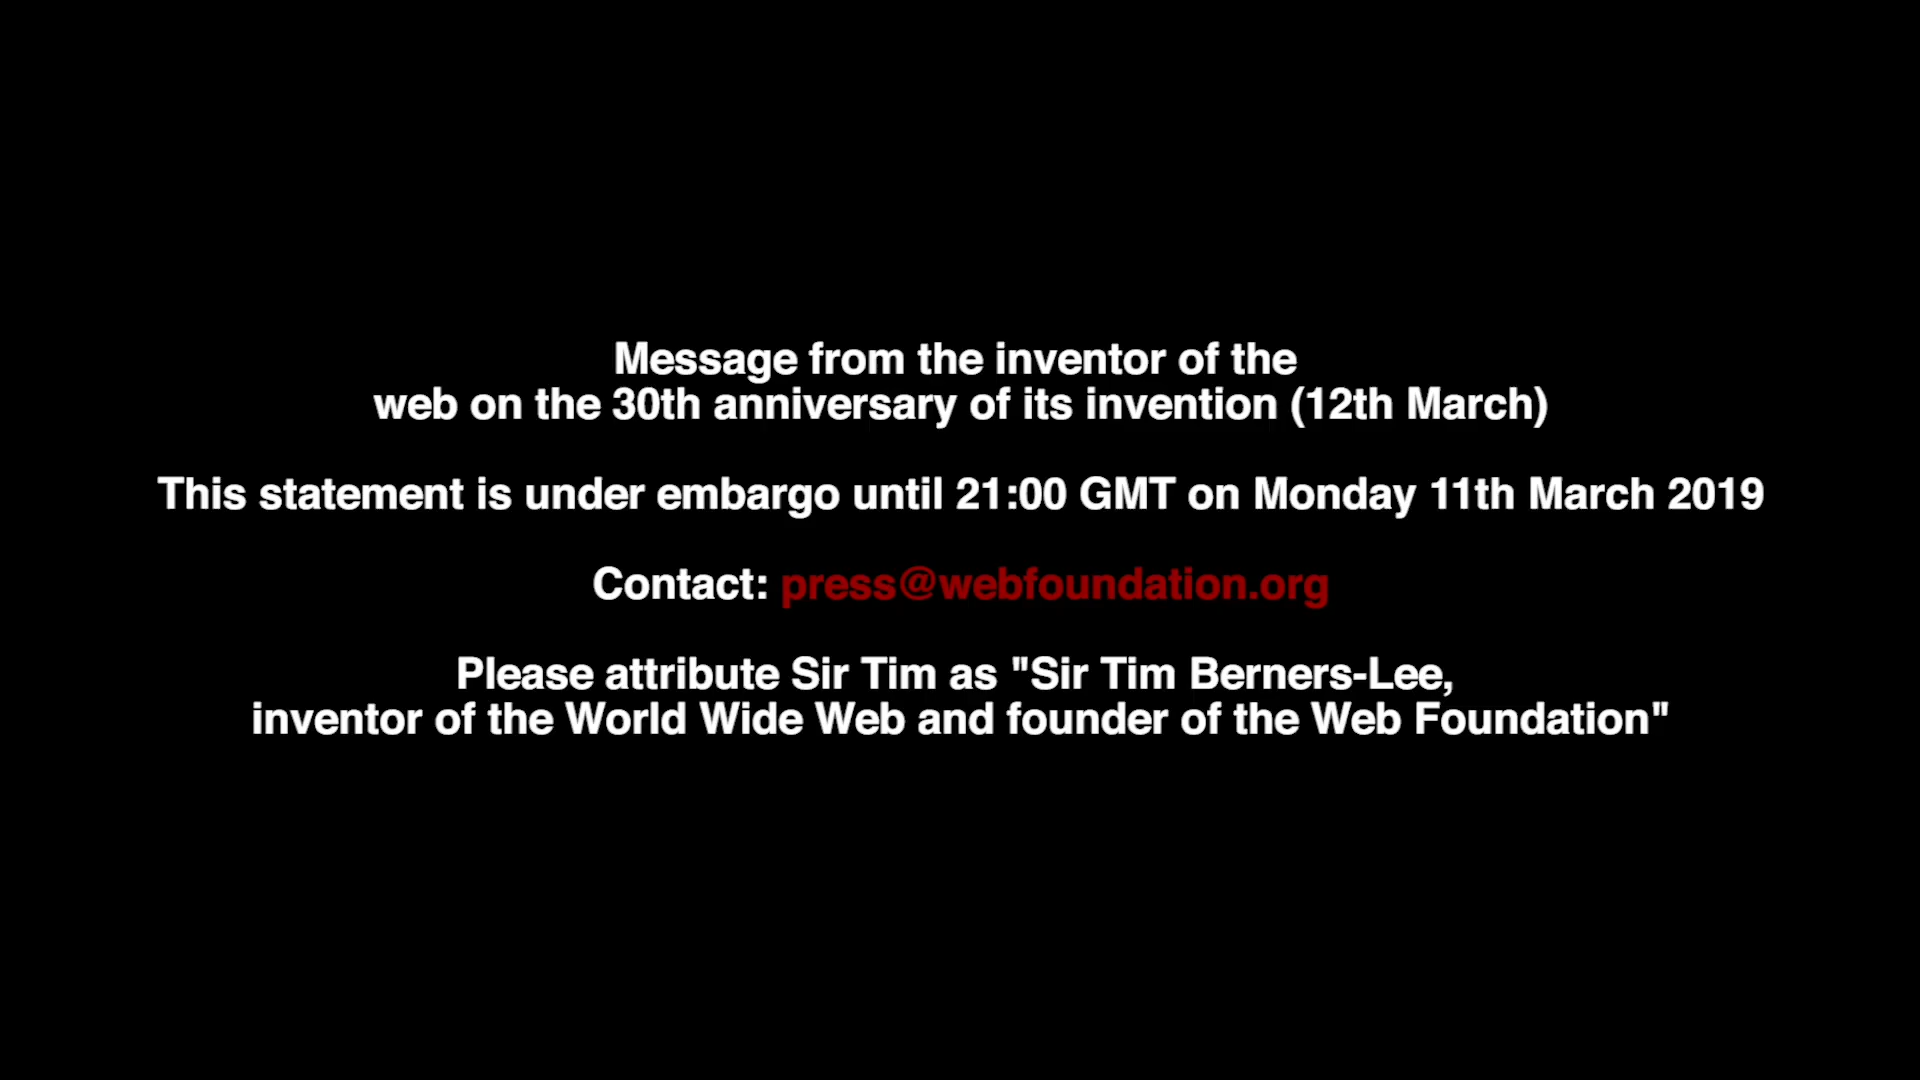 Message from the inventor of the
web on the 30th anniversary of its invention (12th March)
This statement is under embargo until 21:00 GMT on Monday 11th March 2019
Contact: press@webfoundation.org
Please attribute Sir Tim as "Sir Tim Berners-Lee,
inventor of the World Wide Web and founder of the Web Foundation"